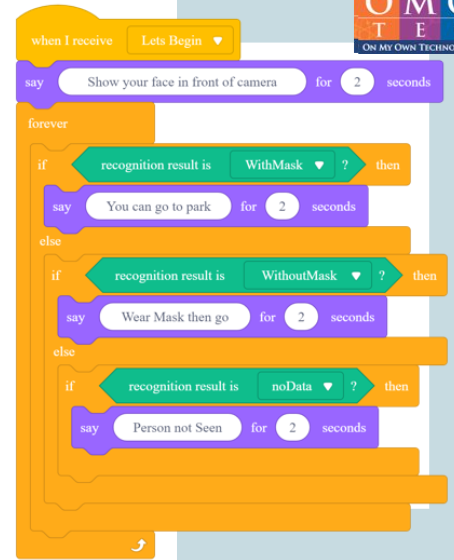 O M
T E
ON MY OWN TECHNO
when I receive Lets Begin
say Show your face in front of camera for 2 seconds
forever
if recognition result is WithMask ? then
say You can go to park for 2 seconds
else
if recognition result is WithoutMask ? then
say Wear Mask then go for 2 seconds
else
if recognition result is noData ? then
say Person not Seen for 2 seconds